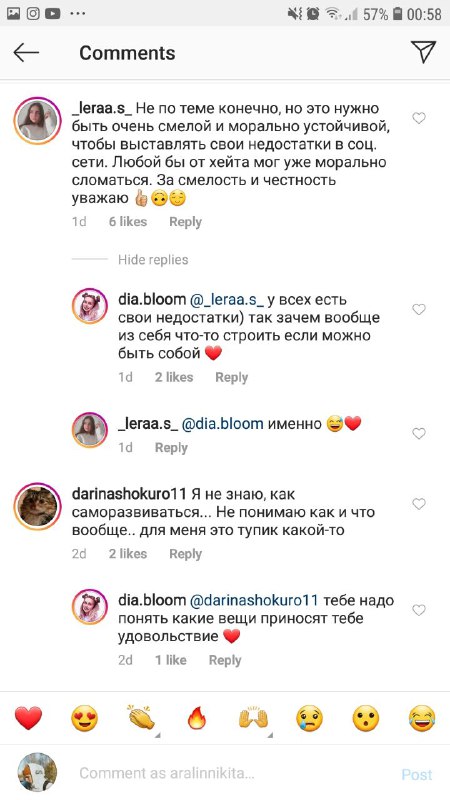 57% 00:58
Comments
_leraa.s_ Не по теме конечно, но это нужно
быть очень смелой и морально устойчивой,
чтобы выставлять свои недостатки в соц.
сети. Любой бы от хейта мог уже морально
сломаться. За смелость и честность
уважаю 👍🏻🙃😌
1d 6 likes Reply
Hide replies
dia.bloom @_leraa.s_ у всех есть
свои недостатки) так зачем вообще
из себя что-то строить если можно
быть собой ❤️
1d 2 likes Reply
_leraa.s_ @dia.bloom именно 😅❤️
1d Reply
darinashokuro11 Я не знаю, как
саморазвиваться... Не понимаю как и что
вообще.. для меня это тупик какой-то
2d 2 likes Reply
dia.bloom @darinashokuro11 тебе надо
понять какие вещи приносят тебе
удовольствие ❤️
2d 1 like Reply
❤️ 😍 👏 🔥 🙌 😢 😮 😂
Comment as aralinnikita... Post